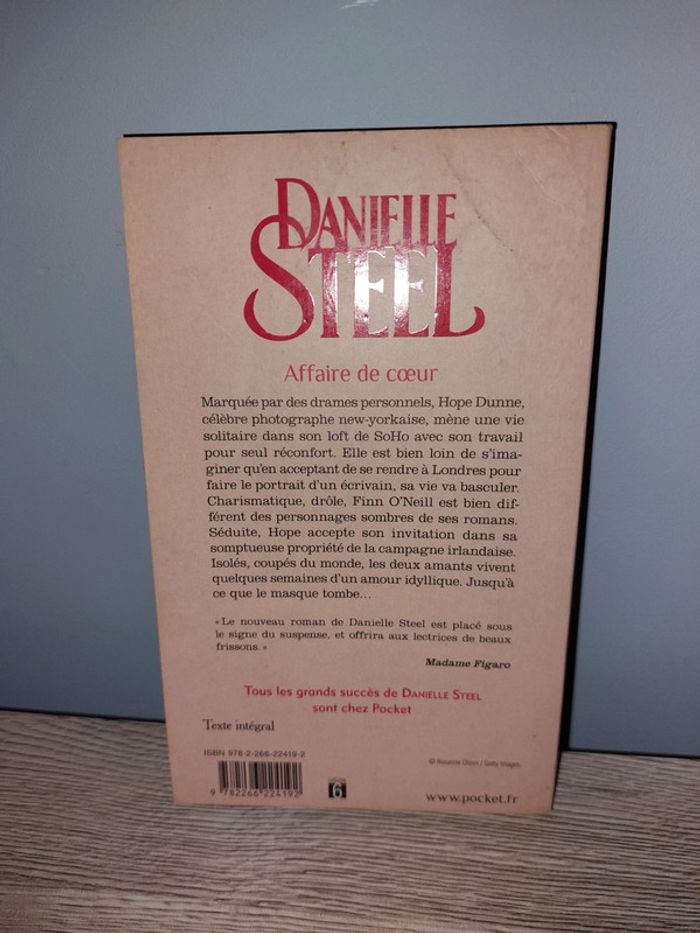 DANIELLE
STEEL
Affaire de cœur
Marquée par des drames personnels, Hope Dunne,
célèbre photographe new-yorkaise, mène une vie
solitaire dans son loft de SoHo avec son travail
pour seul réconfort. Elle est bien loin de s'ima-
giner qu'en acceptant de se rendre à Londres pour
faire le portrait d'un écrivain, sa vie va basculer.
Charismatique, drôle, Finn O'Neill est bien dif-
férent des personnages sombres de ses romans.
Séduite, Hope accepte son invitation dans sa
somptueuse propriété de la campagne irlandaise.
Isolés, coupés du monde, les deux amants vivent
quelques semaines d'un amour idyllique. Jusqu'à
ce que le masque tombe…
« Le nouveau roman de Danielle Steel est placé sous
le signe du suspense, et offrira aux lectrices de beaux
frissons. »
Madame Figaro
Tous les grands succès de DANIELLE STEEL
sont chez Pocket
Texte intégral
ISBN 978-2-266-22419-2
© / Getty Images
9 782266 224192
6
www.pocket.fr